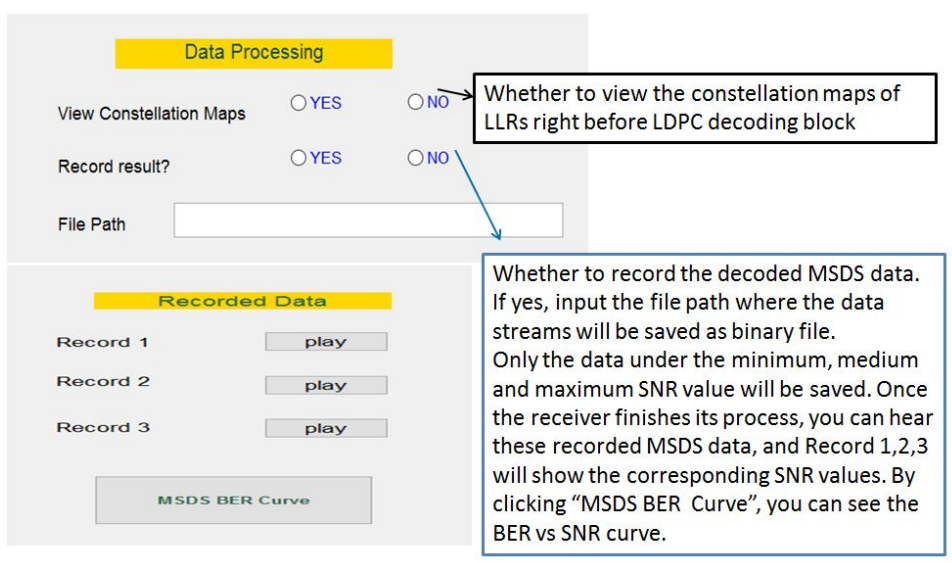 Data Processing
View Constellation Maps YES NO
Whether to view the constellation maps of
LLRs right before LDPC decoding block
Record result? YES NO
File Path
Recorded Data
Record 1 play
Record 2 play
Record 3 play
MSDS BER Curve
Whether to record the decoded MSDS data.
If yes, input the file path where the data
streams will be saved as binary file.
Only the data under the minimum, medium
and maximum SNR value will be saved. Once
the receiver finishes its process, you can hear
these recorded MSDS data, and Record 1,2,3
will show the corresponding SNR values. By
clicking “MSDS BER Curve”, you can see the
BER vs SNR curve.